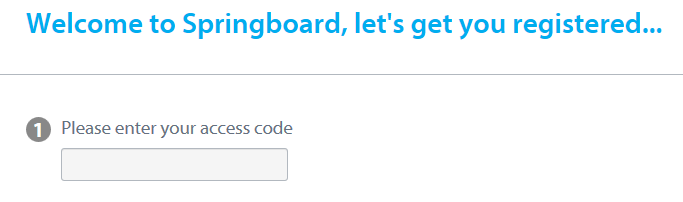 Welcome to Springboard, let's get you registered...
1 Please enter your access code